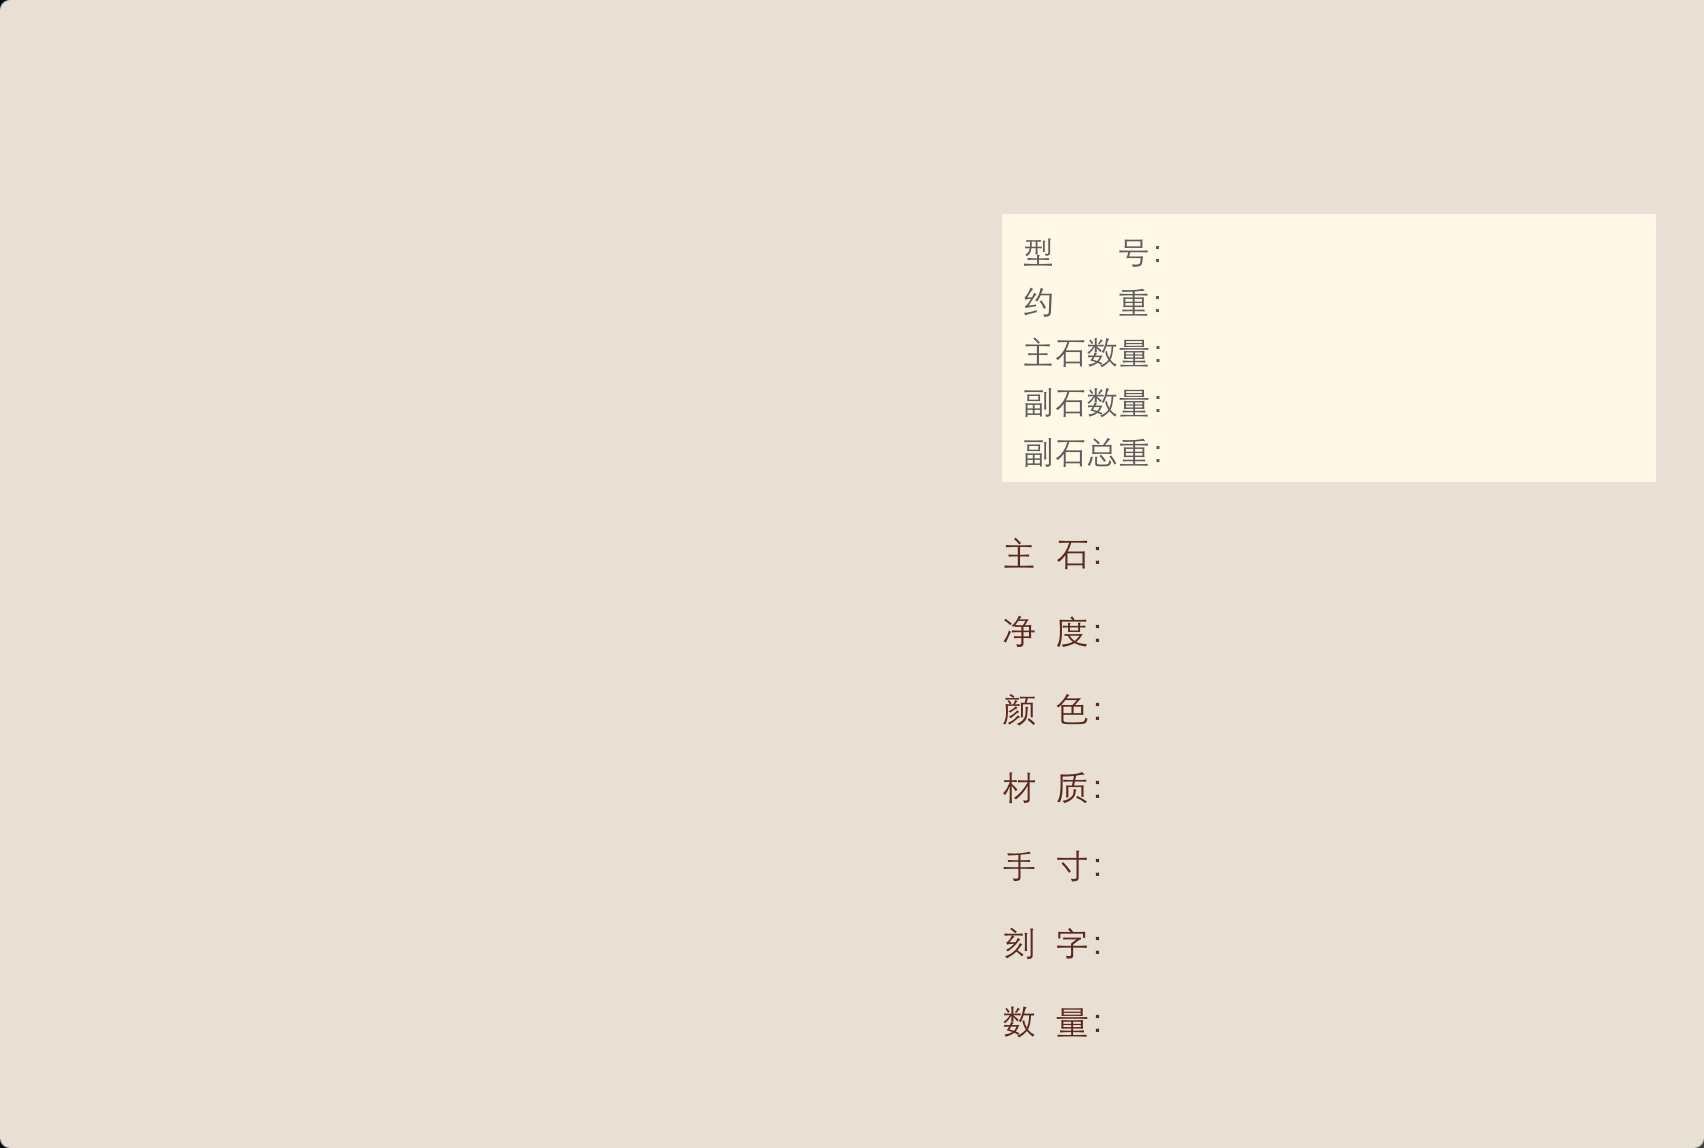 型　　号:
约　　重:
主石数量:
副石数量:
副石总重:
主 石:
净 度:
颜 色:
材 质:
手 寸:
刻 字:
数 量: